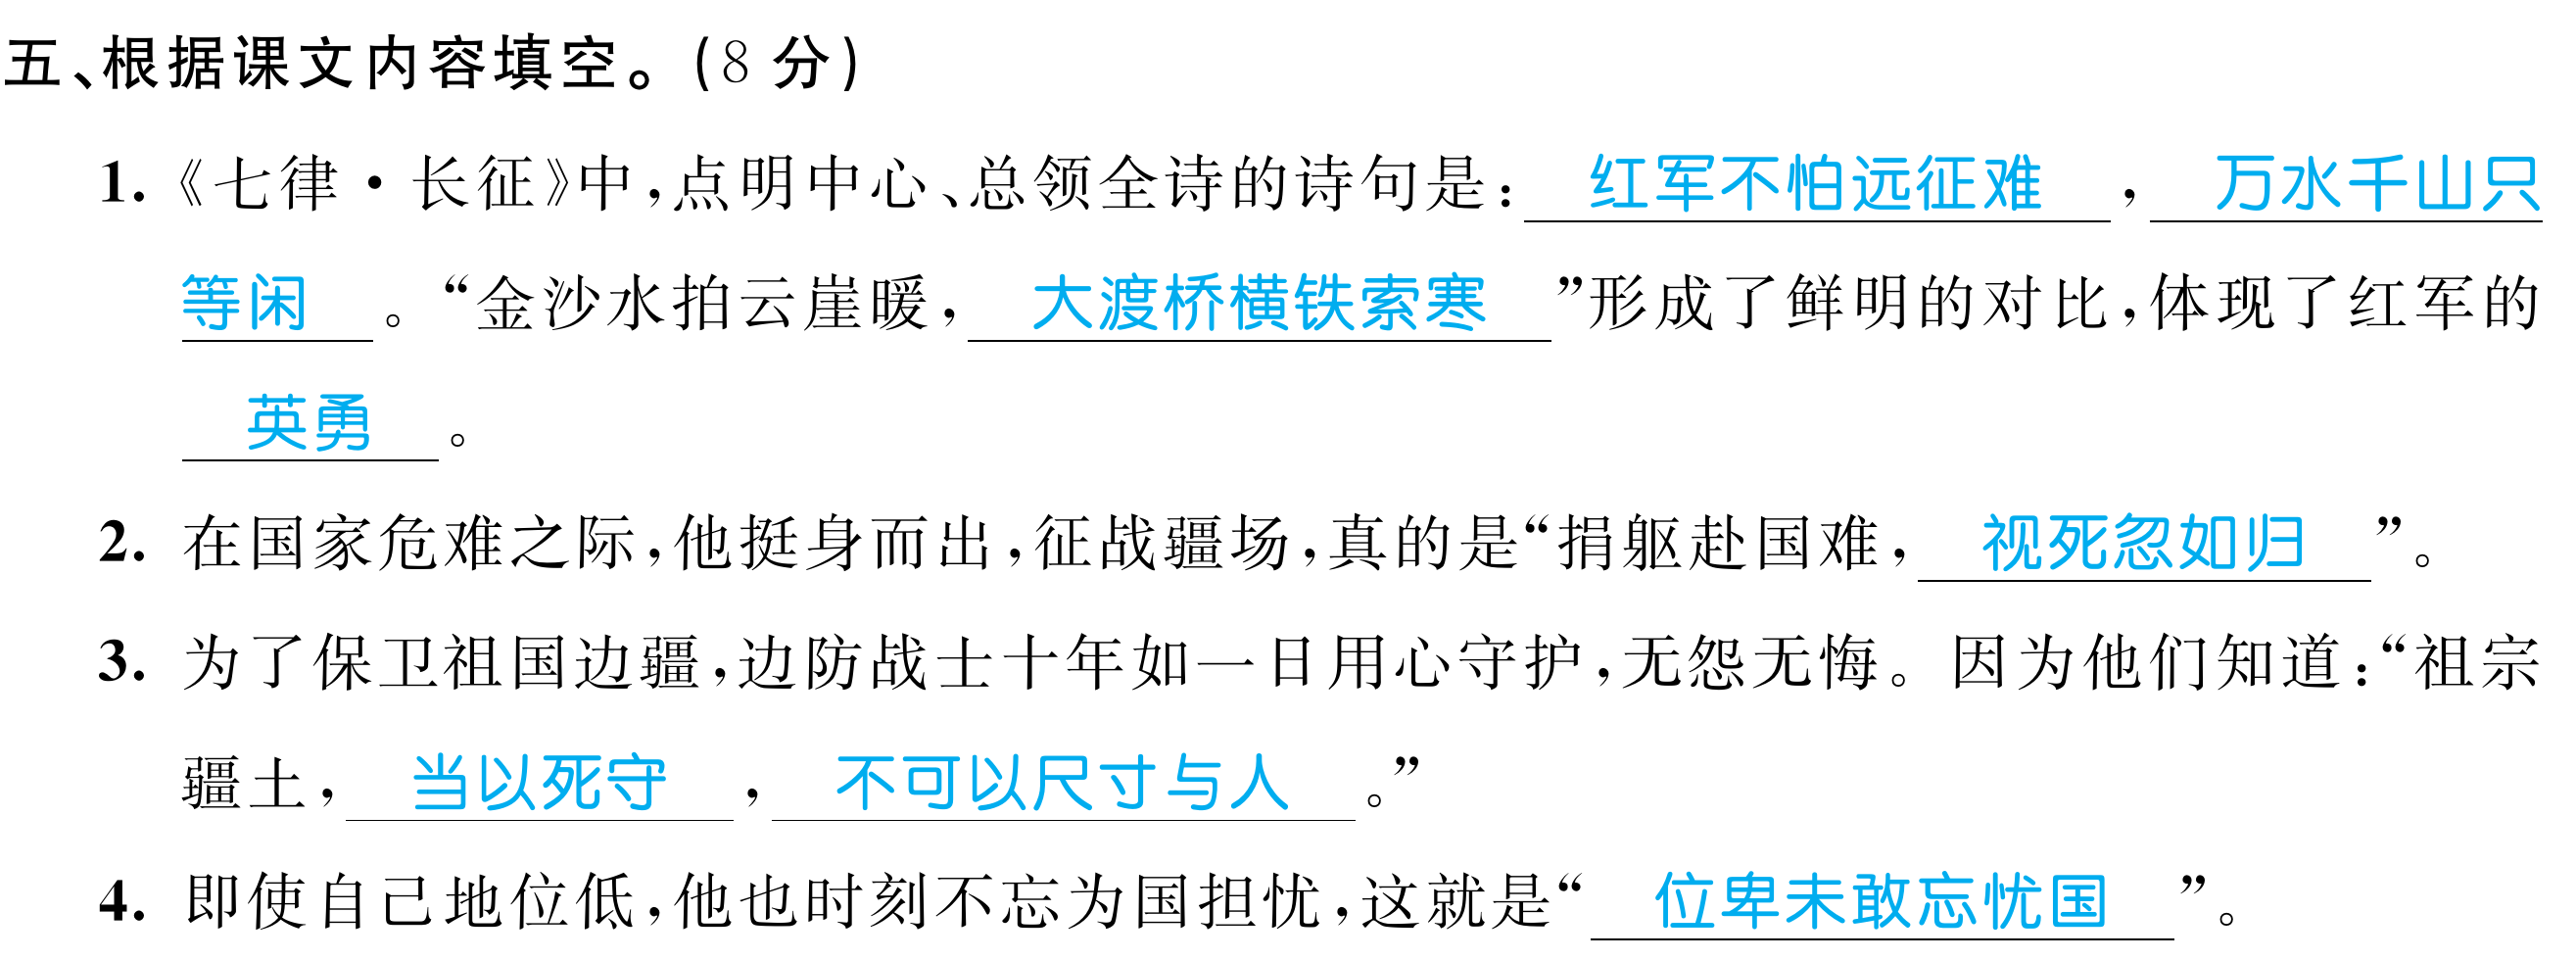 五、根据课文内容填空。(8 分)
1.《七律·长征》中,点明中心、总领全诗的诗句是:红军不怕远征难,万水千山只
等闲。“金沙水拍云崖暖,大渡桥横铁索寒”形成了鲜明的对比,体现了红军的
英勇。
2. 在国家危难之际,他挺身而出,征战疆场,真的是“捐躯赴国难,视死忽如归”。
3. 为了保卫祖国边疆,边防战士十年如一日用心守护,无怨无悔。因为他们知道:“祖宗
疆土,当以死守,不可以尺寸与人。”
4. 即使自己地位低,他也时刻不忘为国担忧,这就是“位卑未敢忘忧国”。